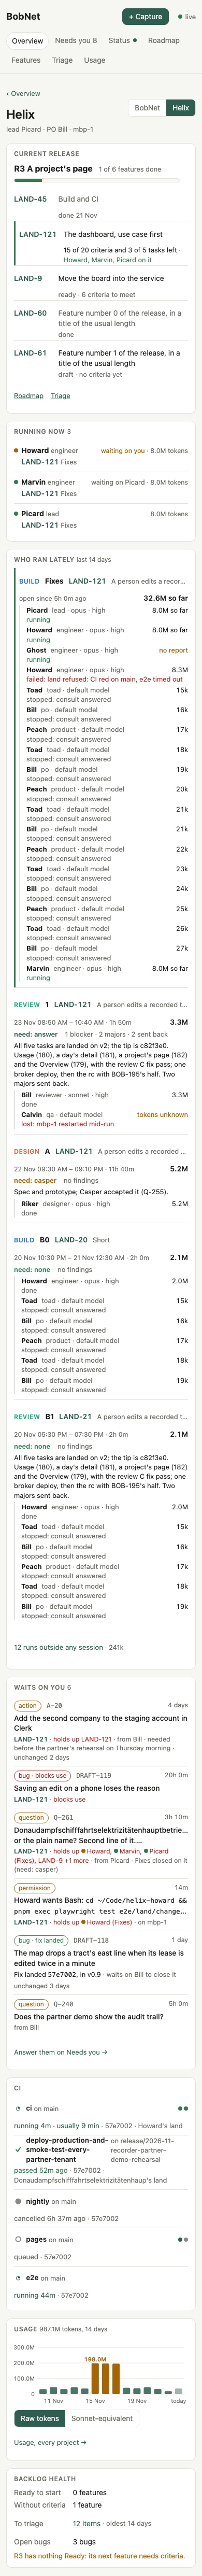 BobNet
+ Capture
live
Overview
Needs you 8
Status
Roadmap
Features
Triage
Usage
‹ Overview
Helix
BobNet
Helix
lead Picard · PO Bill · mbp-1
CURRENT RELEASE
R3 A project's page 1 of 6 features done
LAND-45 Build and CI
done 21 Nov
LAND-121 The dashboard, use case first
15 of 20 criteria and 3 of 5 tasks left ·
Howard, Marvin, Picard on it
LAND-9 Move the board into the service
ready · 6 criteria to meet
LAND-60 Feature number 0 of the release, in a
title of the usual length
done
LAND-61 Feature number 1 of the release, in a
title of the usual length
draft · no criteria yet
Roadmap Triage
RUNNING NOW 3
Howard engineer waiting on you · 8.0M tokens
LAND-121 Fixes
Marvin engineer waiting on Picard · 8.0M tokens
LAND-121 Fixes
Picard lead 8.0M tokens
LAND-121 Fixes
WHO RAN LATELY last 14 days
BUILD Fixes LAND-121 A person edits a recor…
open since 5h 0m ago 32.6M so far
Picard lead · opus · high 8.0M so far
running
Howard engineer · opus · high 8.0M so far
running
Ghost engineer · opus · high no report
running
Howard engineer · opus · high 8.3M
failed: land refused: CI red on main, e2e timed out
Toad toad · default model 15k
stopped: consult answered
Bill po · default model 16k
stopped: consult answered
Peach product · default model 17k
stopped: consult answered
Toad toad · default model 18k
stopped: consult answered
Bill po · default model 19k
stopped: consult answered
Peach product · default model 20k
stopped: consult answered
Toad toad · default model 21k
stopped: consult answered
Bill po · default model 21k
stopped: consult answered
Peach product · default model 22k
stopped: consult answered
Toad toad · default model 23k
stopped: consult answered
Bill po · default model 24k
stopped: consult answered
Peach product · default model 25k
stopped: consult answered
Toad toad · default model 26k
stopped: consult answered
Bill po · default model 27k
stopped: consult answered
Marvin engineer · opus · high 8.0M so far
running
REVIEW 1 LAND-121 A person edits a recorded t…
23 Nov 08:50 AM – 10:40 AM · 1h 50m 3.3M
need: answer 1 blocker · 2 majors · 2 sent back
All five tasks are landed on v2; the tip is c82f3e0.
Usage (180), a day's detail (181), a project's page (182)
and the Overview (179), with the review C fix pass; one
broker deploy, then the rc with BOB-195's half. Two
majors sent back.
Bill reviewer · sonnet · high 3.3M
done
Calvin qa · default model tokens unknown
lost: mbp-1 restarted mid-run
DESIGN A LAND-121 A person edits a recorded …
22 Nov 09:30 AM – 09:10 PM · 11h 40m 5.2M
need: casper no findings
Spec and prototype; Casper accepted it (Q-255).
Riker designer · opus · high 5.2M
done
BUILD B0 LAND-20 Short
20 Nov 10:30 PM – 21 Nov 12:30 AM · 2h 0m 2.1M
need: none no findings
Howard engineer · opus · high 2.0M
done
Toad toad · default model 15k
stopped: consult answered
Bill po · default model 16k
stopped: consult answered
Peach product · default model 17k
stopped: consult answered
Toad toad · default model 18k
stopped: consult answered
Bill po · default model 19k
stopped: consult answered
REVIEW B1 LAND-21 A person edits a recorded t…
20 Nov 05:30 PM – 07:30 PM · 2h 0m 2.1M
need: none no findings
All five tasks are landed on v2; the tip is c82f3e0.
Usage (180), a day's detail (181), a project's page (182)
and the Overview (179), with the review C fix pass; one
broker deploy, then the rc with BOB-195's half. Two
majors sent back.
Howard engineer · opus · high 2.0M
done
Toad toad · default model 15k
stopped: consult answered
Bill po · default model 16k
stopped: consult answered
Peach product · default model 17k
stopped: consult answered
Toad toad · default model 18k
stopped: consult answered
Bill po · default model 19k
stopped: consult answered
12 runs outside any session · 241k
WAITS ON YOU 6
action A-20 4 days
Add the second company to the staging account in
Clerk
LAND-121 · holds up LAND-121 · from Bill · needed
before the partner's rehearsal on Thursday morning ·
unchanged 2 days
bug · blocks use DRAFT-119 20h 0m
Saving an edit on a phone loses the reason
LAND-121 · blocks use
question Q-261 3h 10m
Donaudampfschifffahrtselektrizitätenhauptbetrie…
or the plain name? Second line of it.…
LAND-121 · holds up Howard, Marvin, Picard
(Fixes), LAND-9 +1 more · from Picard · Fixes closed on it
(need: casper)
permission 14m
Howard wants Bash: cd ~/Code/helix-howard &&
pnpm exec playwright test e2e/land/change…
LAND-121 · holds up Howard (Fixes) · on mbp-1
bug · fix landed DRAFT-118 1 day
The map drops a tract's east line when its lease is
edited twice in a minute
Fix landed 57e7002, in v0.9 · waits on Bill to close it
unchanged 3 days
question Q-240 5h 0m
Does the partner demo show the audit trail?
from Bill
Answer them on Needs you →
CI
ci on main
running 4m · usually 9 min · 57e7002 · Howard's land
deploy-production-and-
smoke-test-every-
partner-tenant
on release/2026-11-
recorder-partner-
demo-rehearsal
passed 52m ago · 57e7002 ·
Donaudampfschifffahrtselektrizitätenhaup's land
nightly on main
cancelled 6h 37m ago · 57e7002
pages on main
queued · 57e7002
e2e on main
running 44m · 57e7002
USAGE 987.1M tokens, 14 days
300.0M
198.0M
200.0M
100.0M
0
11 Nov 15 Nov 19 Nov today
Raw tokens Sonnet-equivalent
Usage, every project →
BACKLOG HEALTH
Ready to start 0 features
Without criteria 1 feature
To triage 12 items · oldest 14 days
Open bugs 3 bugs
R3 has nothing Ready: its next feature needs criteria.